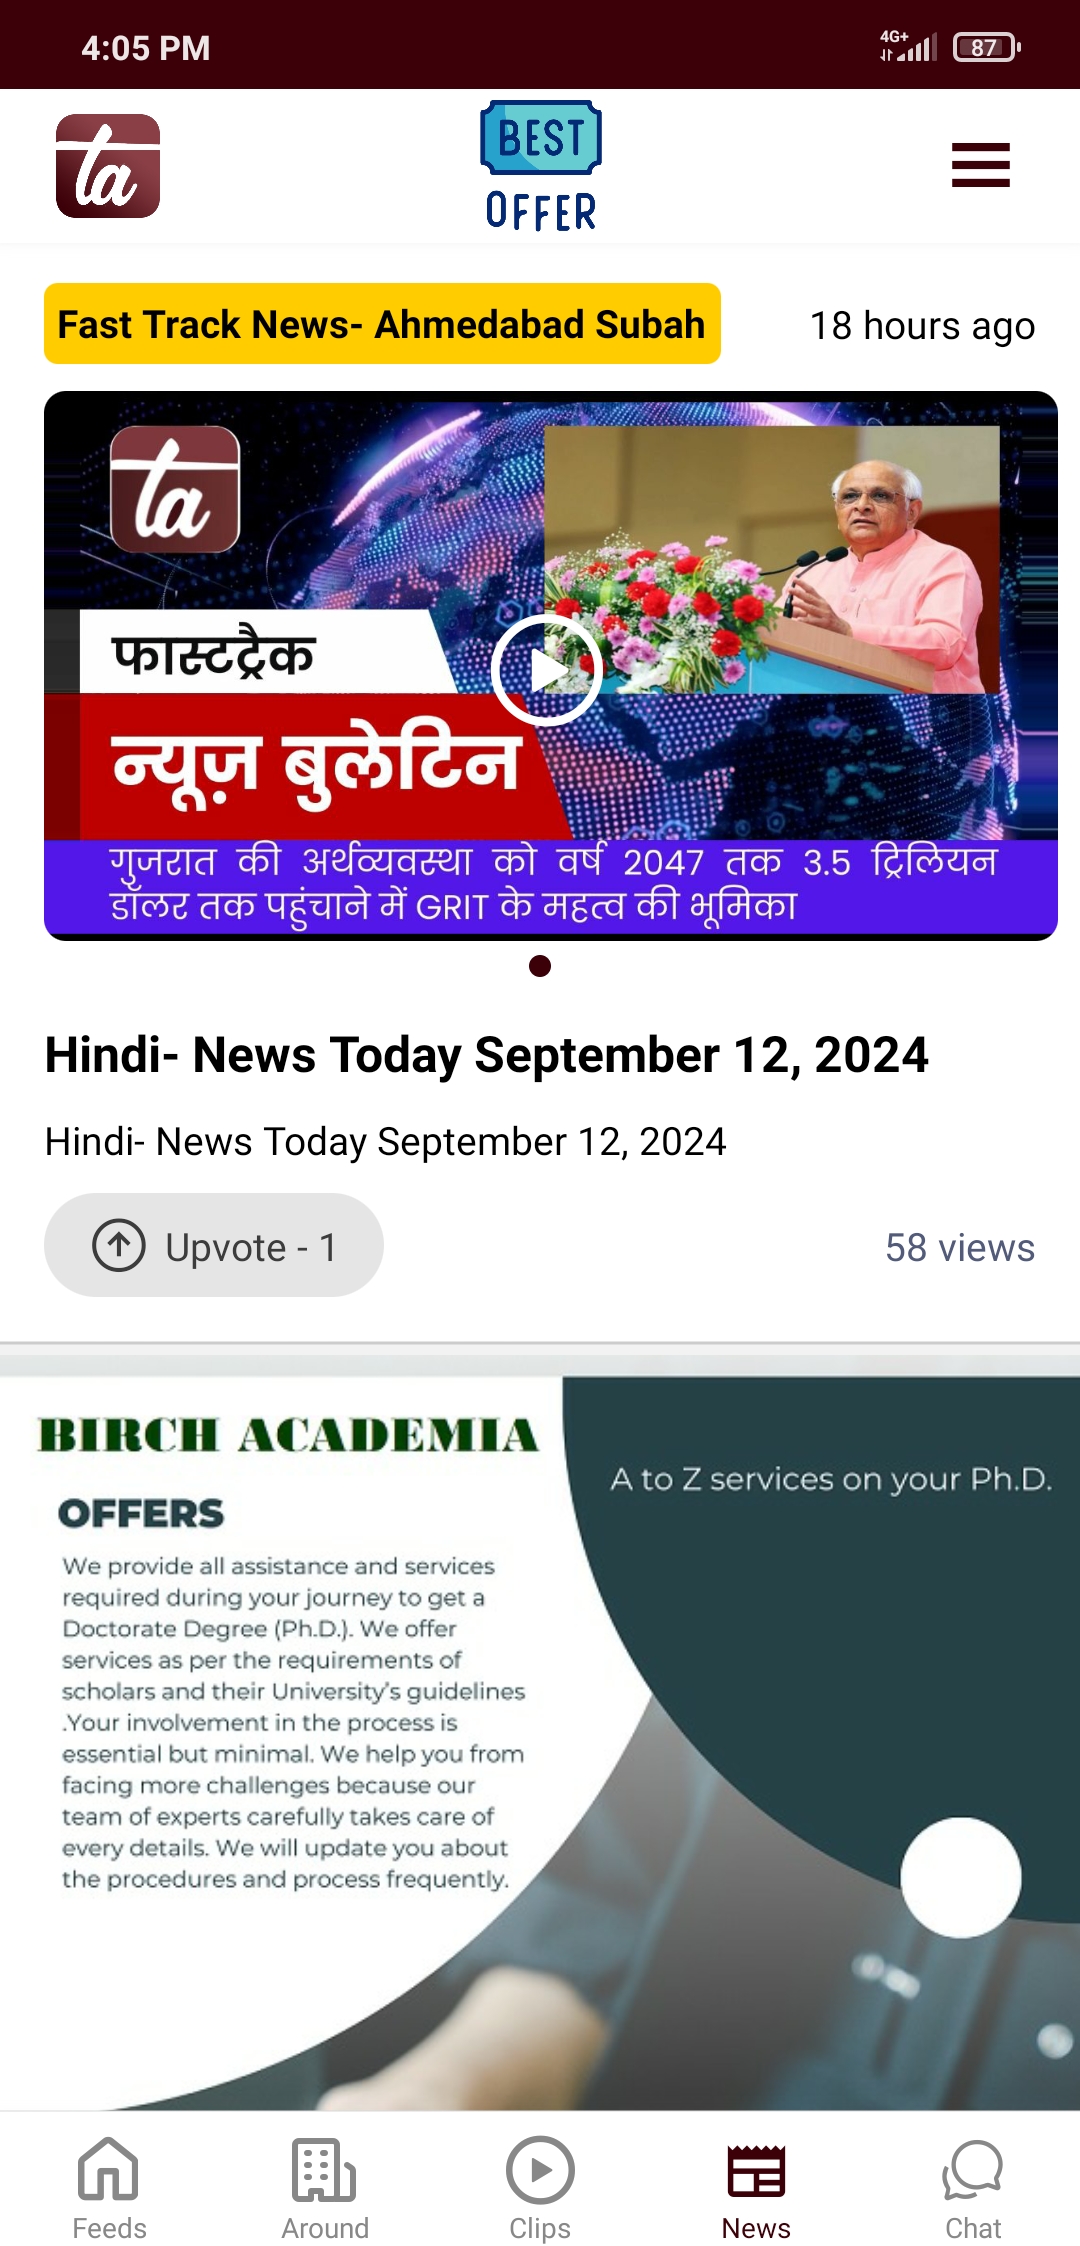 4:05 PM
4G+
87
ta
BEST
OFFER
Fast Track News- Ahmedabad Subah
18 hours ago
ta
फास्टट्रैक
न्यूज़ बुलेटिन
गुजरात की अर्थव्यवस्था को वर्ष 2047 तक 3.5 ट्रिलियन
डॉलर तक पहुंचाने में GRIT के महत्व की भूमिका
Hindi- News Today September 12, 2024
Hindi- News Today September 12, 2024
Upvote - 1
58 views
BIRCH ACADEMIA
A to Z services on your Ph.D.
OFFERS
We provide all assistance and services
required during your journey to get a
Doctorate Degree (Ph.D.). We offer
services as per the requirements of
scholars and their University's guidelines
.Your involvement in the process is
essential but minimal. We help you from
facing more challenges because our
team of experts carefully takes care of
every details. We will update you about
the procedures and process frequently.
Feeds
Around
Clips
News
Chat